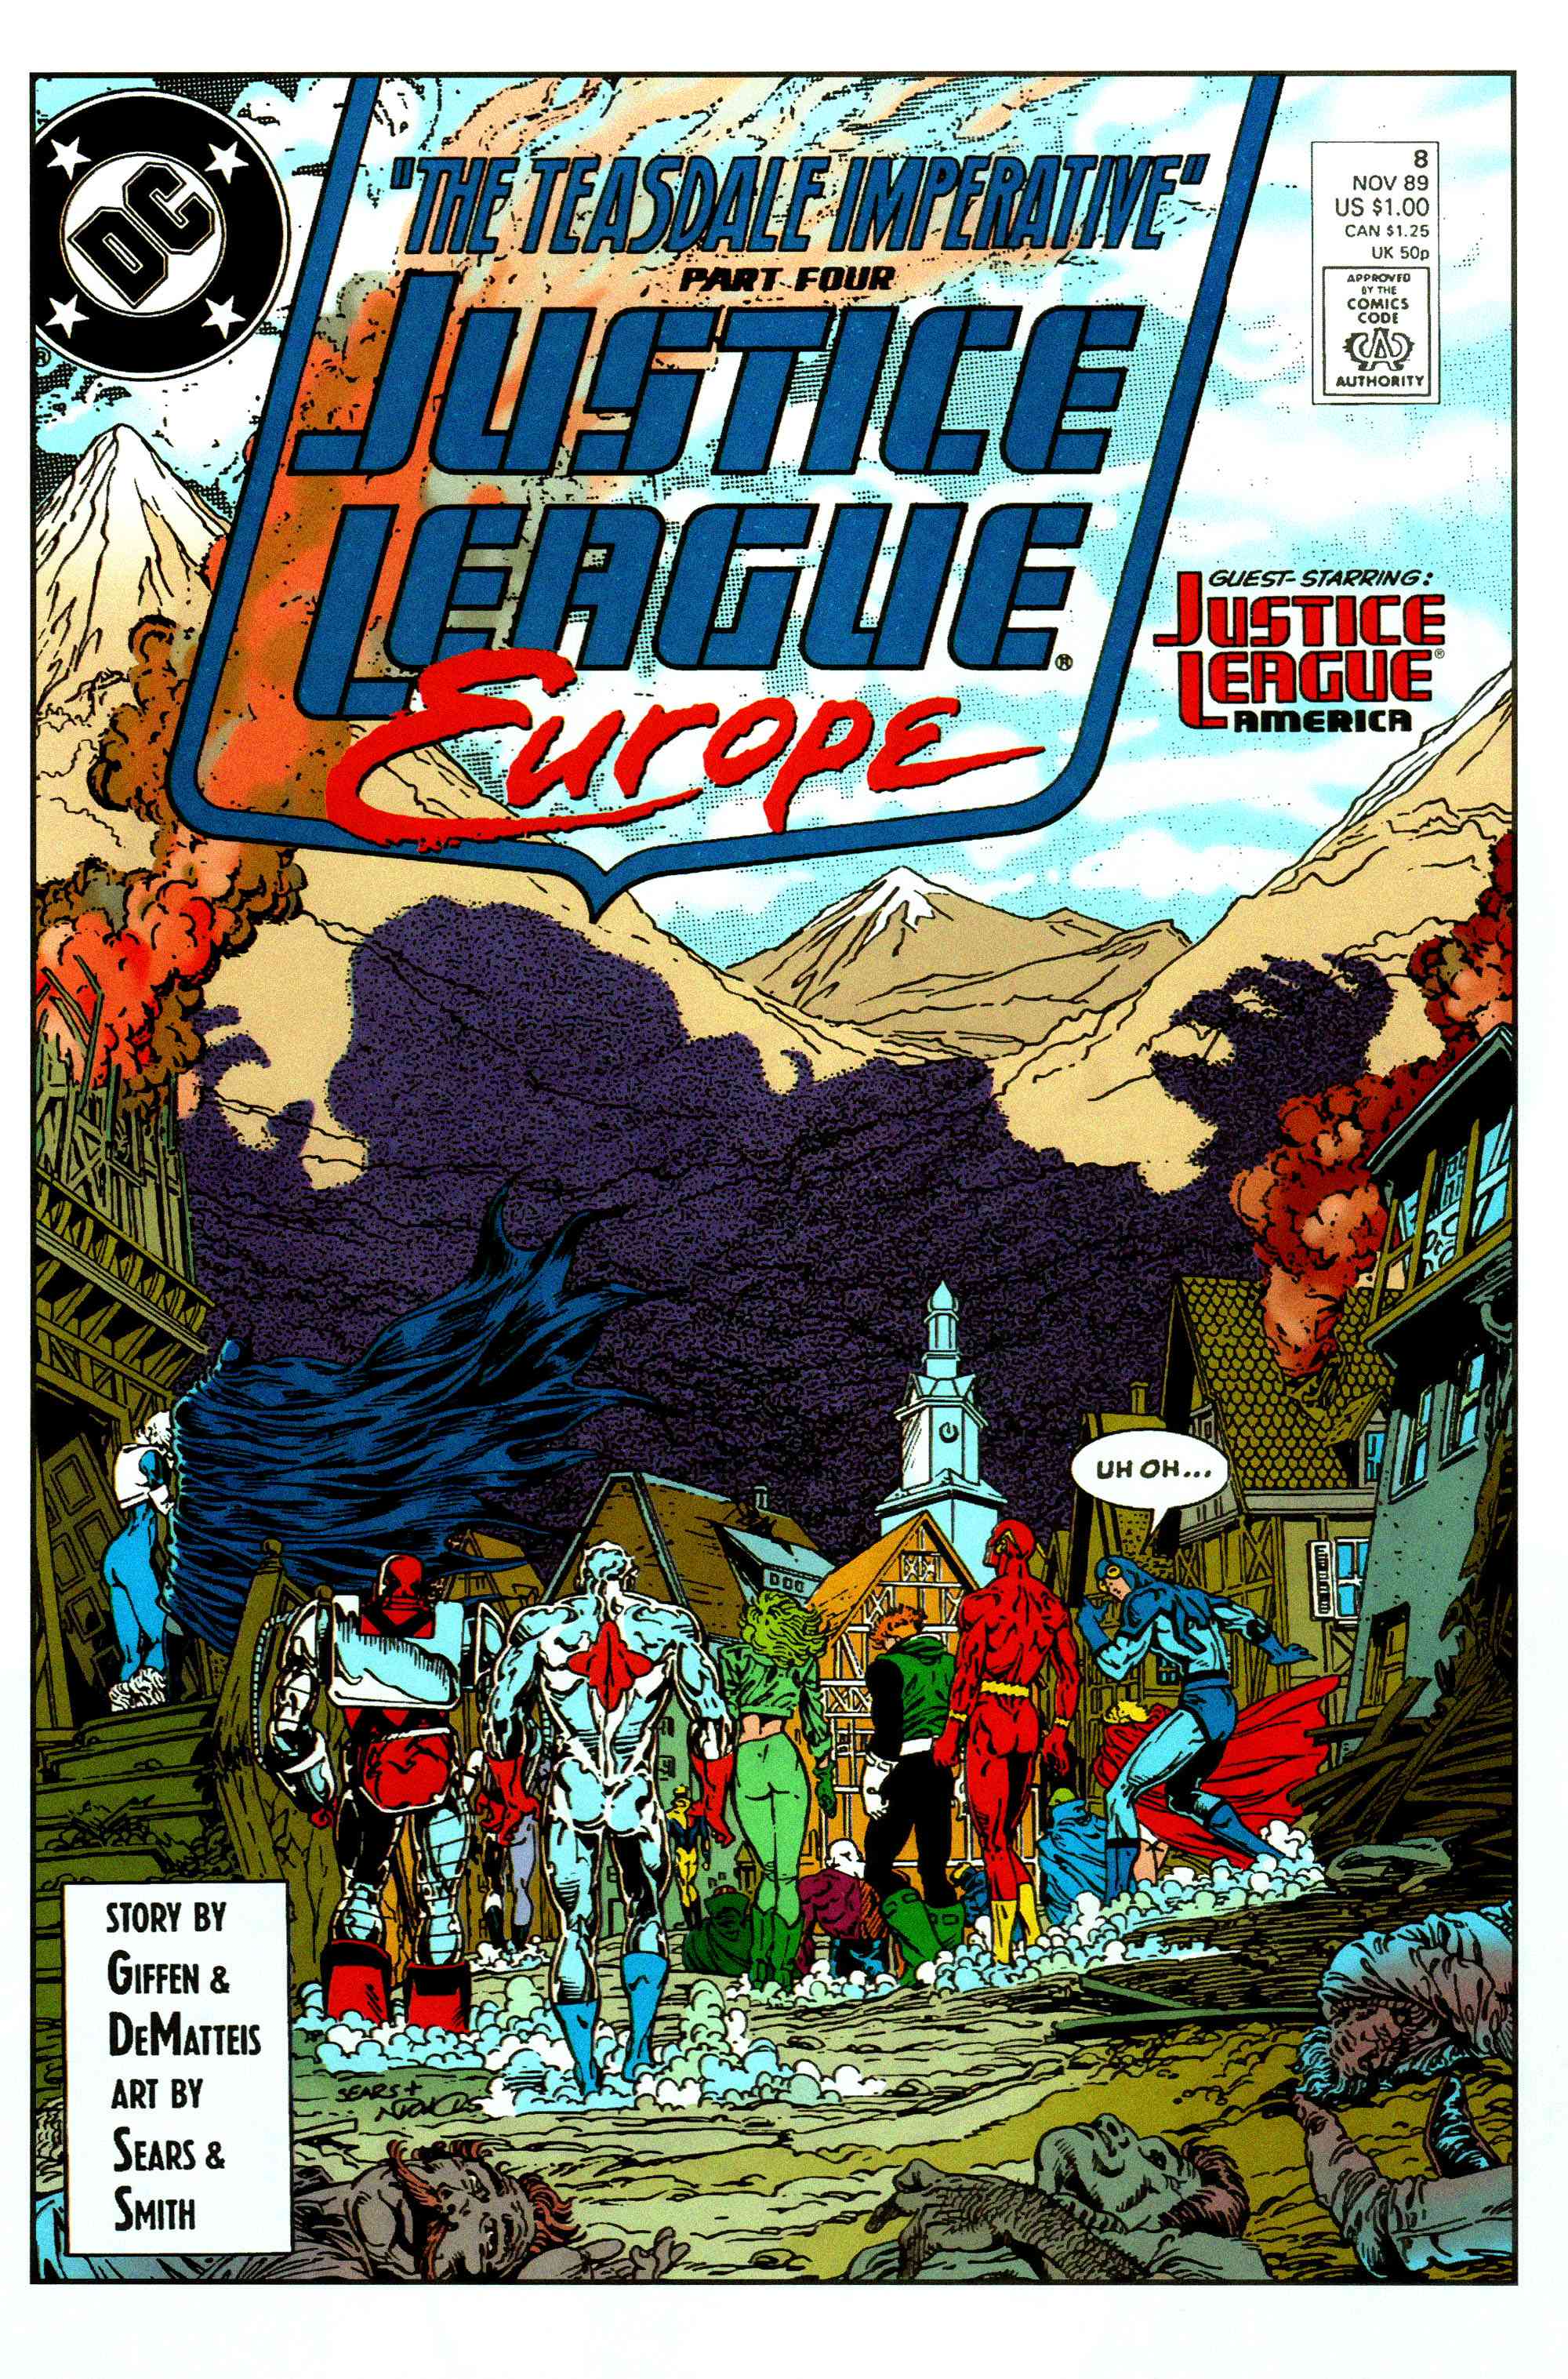 DC
®
"THE TEASDALE IMPERATIVE"
PART FOUR
JUSTICE
LEAGUE®
EUROPE
8
NOV 89
US $1.00
CAN $1.25
UK 50p
APPROVED
BY THE
COMICS
CODE
CA
AUTHORITY
GUEST-STARRING:
JUSTICE
LEAGUE®
AMERICA
UH OH...
STORY BY
GIFFEN &
DEMATTEIS
ART BY
SEARS &
SMITH
SEARS +